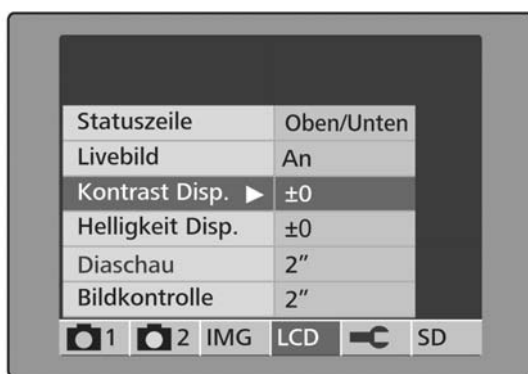 Statuszeile Oben/Unten
Livebild An
Kontrast Disp. ▶ ±0
Helligkeit Disp. ±0
Diaschau 2″
Bildkontrolle 2″
1 2 IMG LCD SD